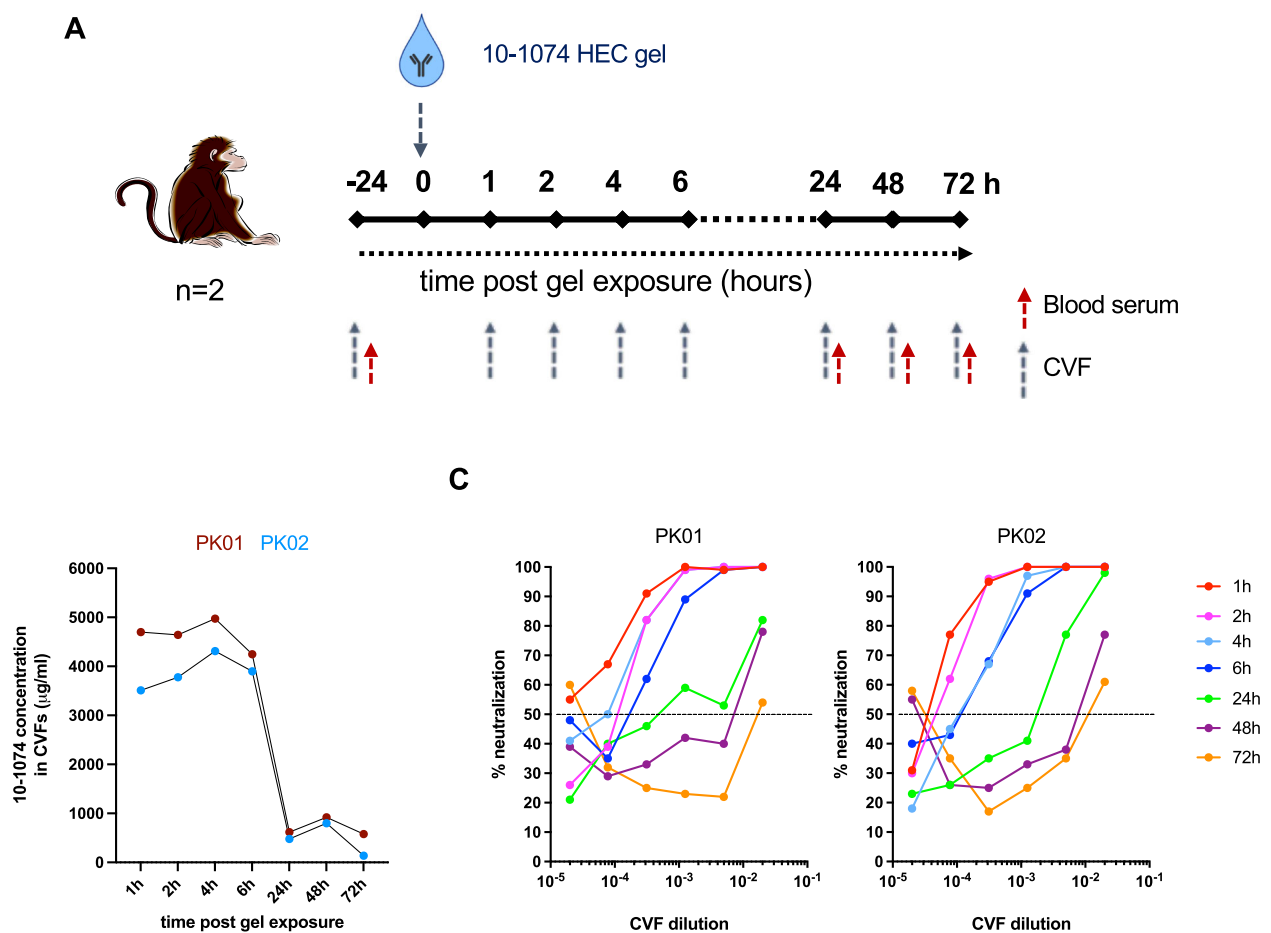 A
10-1074 HEC gel
-24 0 1 2 4 6 24 48 72 h
time post gel exposure (hours)
n=2
Blood serum
CVF
C
PK01 PK02
6000
5000
4000
3000
2000
1000
0
10-1074 concentration
in CVFs (µg/ml)
1h 2h 4h 6h 24h 48h 72h
time post gel exposure
PK01
100
90
80
70
60
50
40
30
20
10
0
% neutralization
10-5 10-4 10-3 10-2 10-1
CVF dilution
PK02
100
90
80
70
60
50
40
30
20
10
0
% neutralization
10-5 10-4 10-3 10-2 10-1
CVF dilution
1h
2h
4h
6h
24h
48h
72h